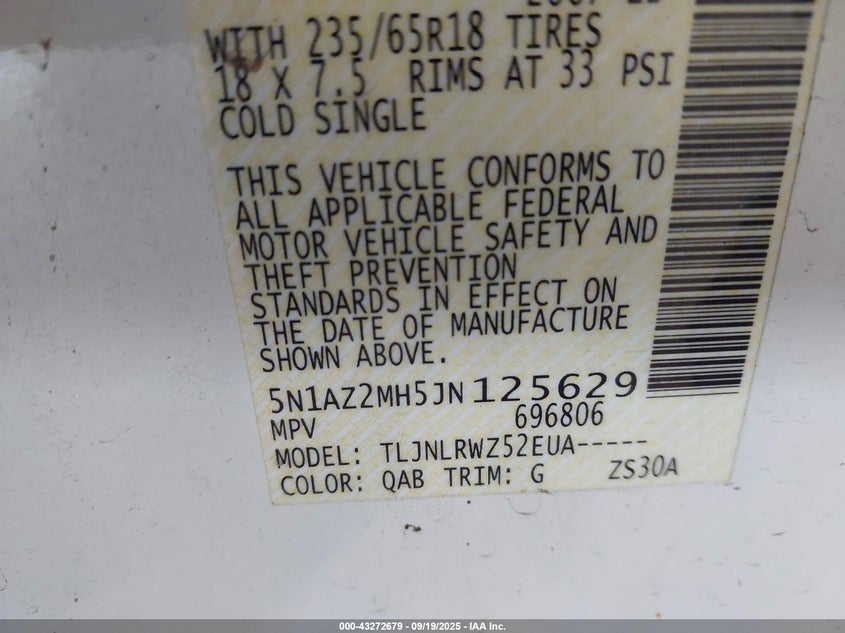 WITH 235/65R18 TIRES
18 X 7.5 RIMS AT 33 PSI
COLD SINGLE
THIS VEHICLE CONFORMS TO
ALL APPLICABLE FEDERAL
MOTOR VEHICLE SAFETY AND
THEFT PREVENTION
STANDARDS IN EFFECT ON
THE DATE OF MANUFACTURE
SHOWN ABOVE.
5N1AZ2MH5JN125629
MPV 696806
MODEL: TLJNLRWZ52EUA-----
COLOR: QAB TRIM: G ZS30A
000-43272679 - 09/19/2025 - IAA Inc.